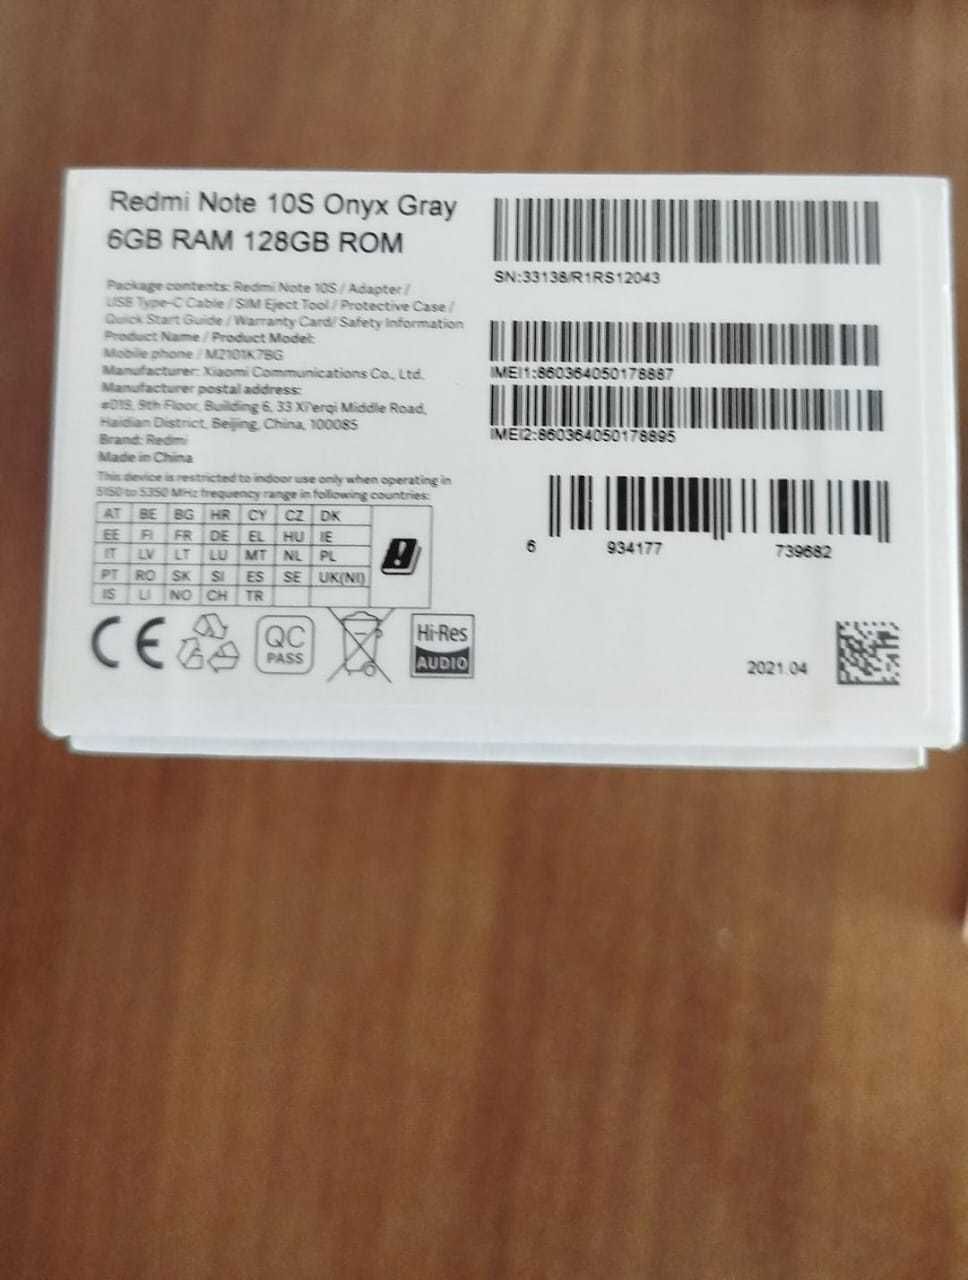 Redmi Note 10S Onyx Gray
6GB RAM 128GB ROM
Package contents: Redmi Note 10S / Adapter /
USB Type-C Cable / SIM Eject Tool / Protective Case /
Quick Start Guide / Warranty Card/ Safety Information
Product Name / Product Model:
Mobile phone / M2101K7BG
Manufacturer: Xiaomi Communications Co., Ltd.
Manufacturer postal address:
#019, 9th Floor, Building 6, 33 Xi'erqi Middle Road,
Haidian District, Beijing, China, 100085
Brand: Redmi
Made in China
This device is restricted to indoor use only when operating in
5150 to 5350 MHz frequency range in following countries:
AT BE BG HR CY CZ DK
EE FI FR DE EL HU IE
IT LV LT LU MT NL PL
PT RO SK SI ES SE UK(NI)
IS LI NO CH TR
CE
QC
PASS
Hi-Res
AUDIO
SN:33138/R1RS12043
IMEI1:860364050178887
IMEI2:860364050178895
6 934177 739682
2021.04